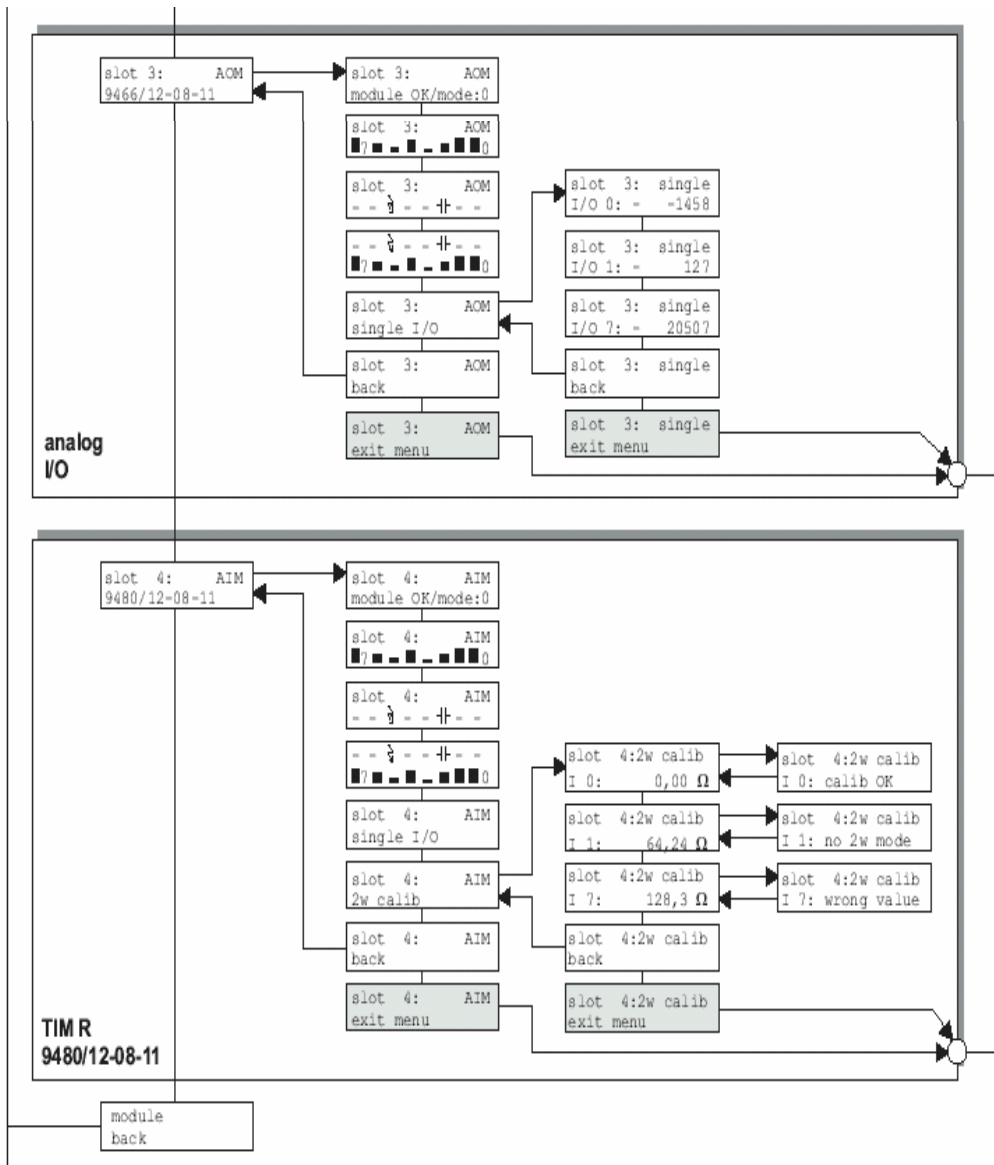 slot 3: AOM
9466/12-08-11
slot 3: AOM
module OK/mode:0
slot 3: AOM
7 0
slot 3: AOM
- - - - - -
- - - - - -
7 0
slot 3: AOM
single I/O
slot 3: AOM
back
slot 3: AOM
exit menu
slot 3: single
I/O 0: - -1458
slot 3: single
I/O 1: - 127
slot 3: single
I/O 7: - 20507
slot 3: single
back
slot 3: single
exit menu
analog
I/O
slot 4: AIM
9480/12-08-11
slot 4: AIM
module OK/mode:0
slot 4: AIM
7 0
slot 4: AIM
- - - - - -
- - - - - -
7 0
slot 4: AIM
single I/O
slot 4: AIM
2w calib
slot 4: AIM
back
slot 4: AIM
exit menu
slot 4:2w calib
I 0: 0,00 Ω
slot 4:2w calib
I 1: 64,24 Ω
slot 4:2w calib
I 7: 128,3 Ω
slot 4:2w calib
back
slot 4:2w calib
exit menu
slot 4:2w calib
I 0: calib OK
slot 4:2w calib
I 1: no 2w mode
slot 4:2w calib
I 7: wrong value
TIM R
9480/12-08-11
module
back